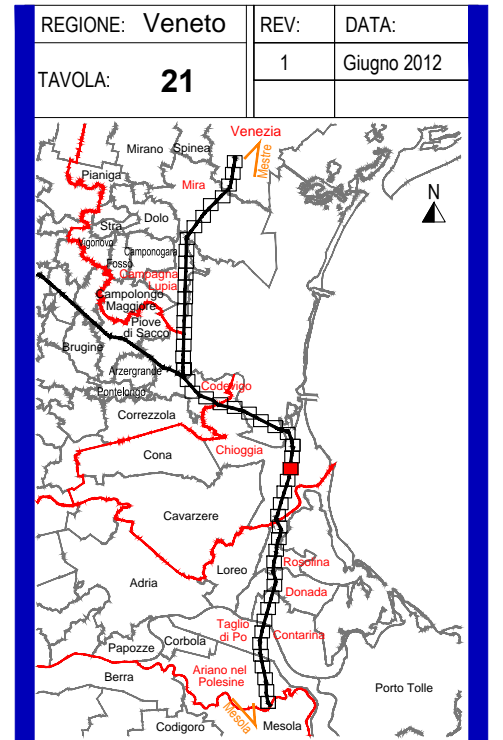 REGIONE: Veneto
REV:
DATA:
TAVOLA: 21
1
Giugno 2012
Venezia
Mestre
Mirano
Spinea
Pianiga
Mira
N
Dolo
Stra
Vigonovo
Camponogara
Fosso
Campagna
Lupia
Campolongo
Maggiore
Piove
di Sacco
Brugine
Arzergrande
Codevigo
Pontelongo
Correzzola
Chioggia
Cona
Cavarzere
Rosolina
Loreo
Adria
Donada
Taglio
di Po
Contarina
Corbola
Papozze
Ariano nel
Polesine
Berra
Porto Tolle
Mesola
Mesola
Codigoro